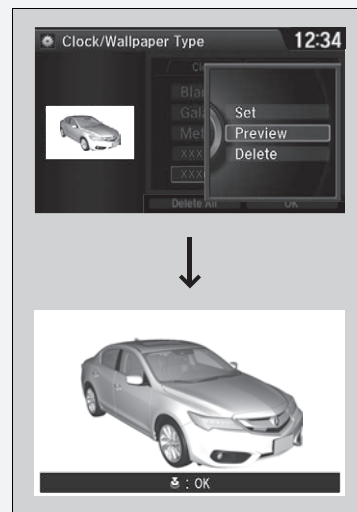 Clock/Wallpaper Type
12:34
Set
Preview
Delete
Delete All
OK
: OK